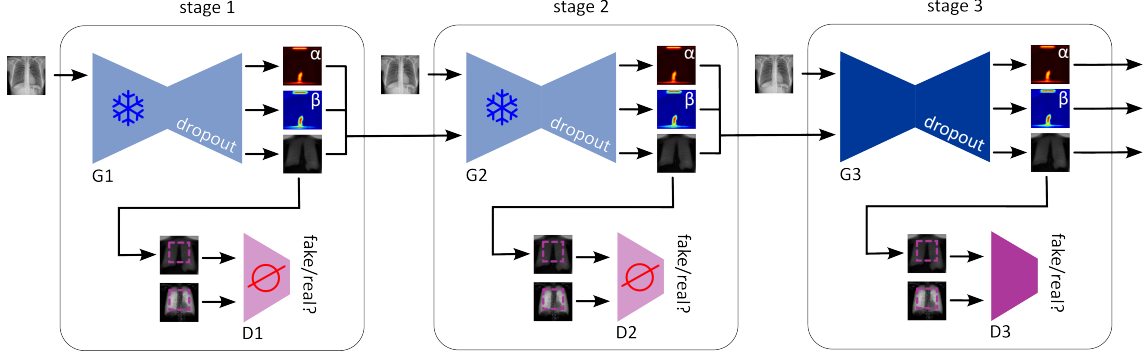 stage 1
stage 2
stage 3
α
β
dropout
G1
fake/real?
D1
α
β
dropout
G2
fake/real?
D2
α
β
dropout
G3
fake/real?
D3